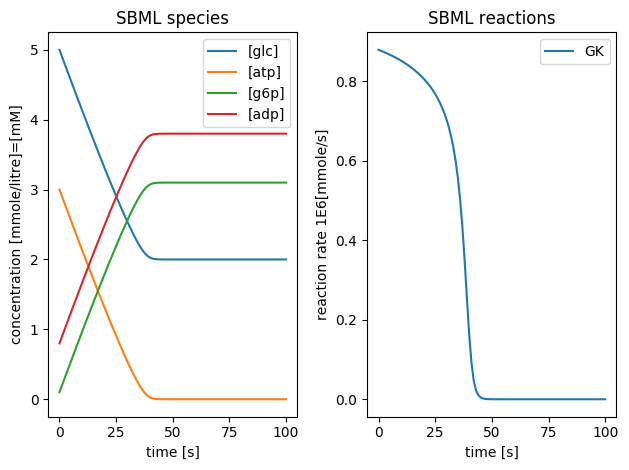 SBML species
concentration [mmole/litre]=[mM]
5
4
3
2
1
0
[glc]
[atp]
[g6p]
[adp]
0
25
50
75
100
time [s]
SBML reactions
reaction rate 1E6[mmole/s]
0.8
0.6
0.4
0.2
0.0
GK
0
25
50
75
100
time [s]